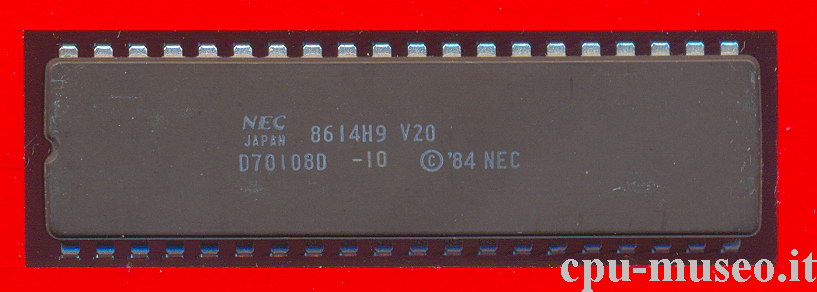 NEC JAPAN 8614H9 V20
D70108D -10 © '84 NEC
cpu-museo.it